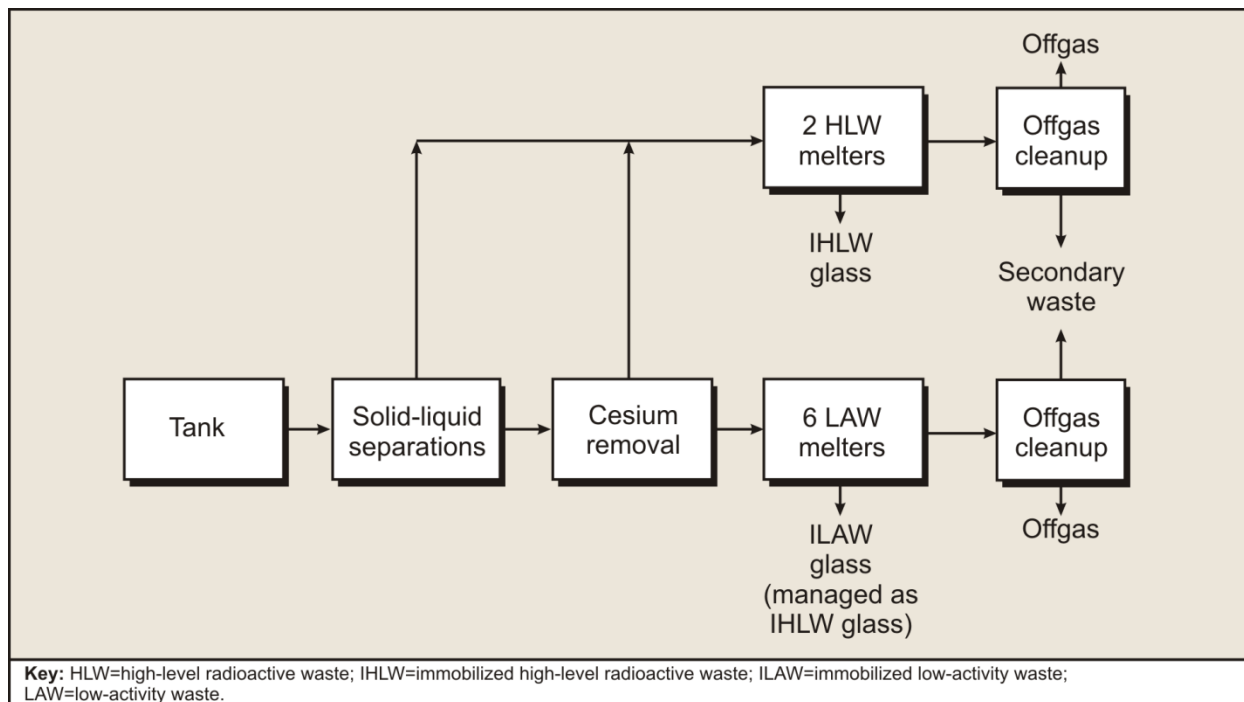 Offgas
2 HLW
melters
Offgas
cleanup
IHLW
glass
Secondary
waste
Tank
Solid-liquid
separations
Cesium
removal
6 LAW
melters
Offgas
cleanup
ILAW
glass
(managed as
IHLW glass)
Offgas
Key: HLW=high-level radioactive waste; IHLW=immobilized high-level radioactive waste; ILAW=immobilized low-activity waste;
LAW=low-activity waste.